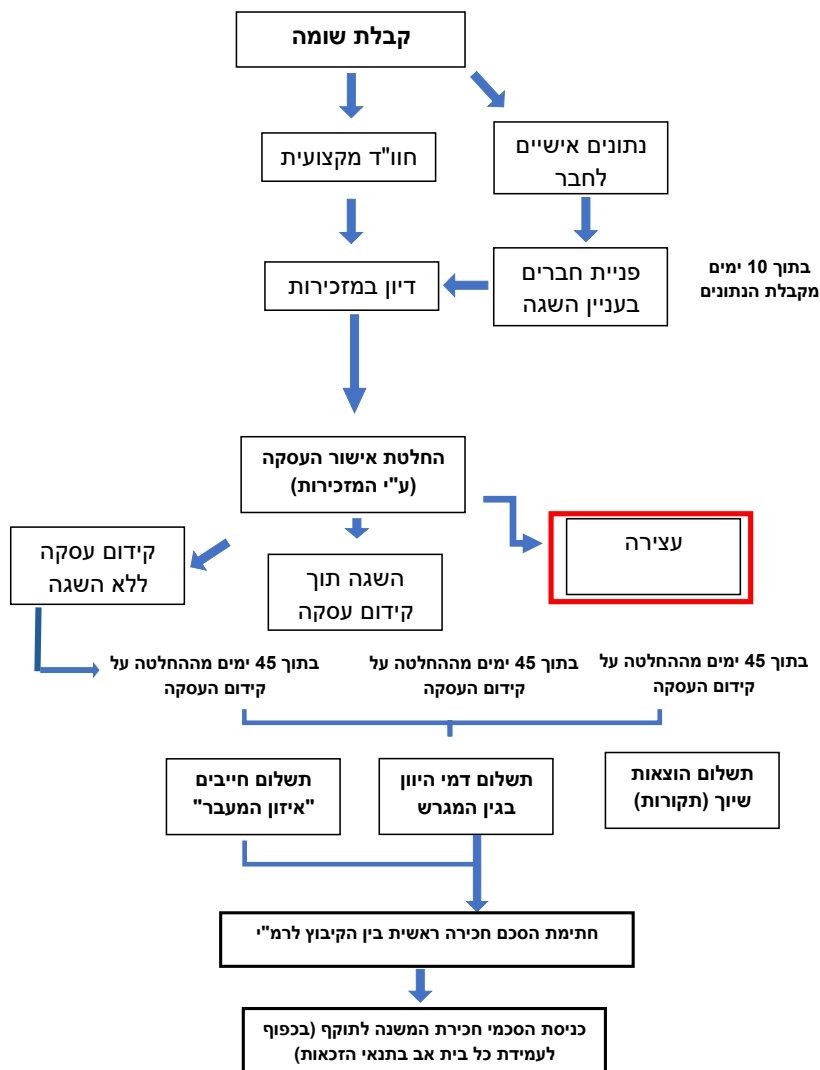 קבלת שומה
חוו"ד מקצועית
נתונים אישיים
לחבר
דיון במזכירות
פניית חברים
בעניין השגה
בתוך 10 ימים
מקבלת הנתונים
החלטת אישור העסקה
(ע"י המזכירות)
קידום עסקה
ללא השגה
השגה תוך
קידום עסקה
עצירה
בתוך 45 ימים מההחלטה על
קידום העסקה
בתוך 45 ימים מההחלטה על
קידום העסקה
בתוך 45 ימים מההחלטה על
קידום העסקה
תשלום חייבים
"איזון המעבר"
תשלום דמי היוון
בגין המגרש
תשלום הוצאות
שיוך (תקורות)
חתימת הסכם חכירה ראשית בין הקיבוץ לרמ"י
כניסת הסכמי חכירת המשנה לתוקף (בכפוף
לעמידת כל בית אב בתנאי הזכאות)